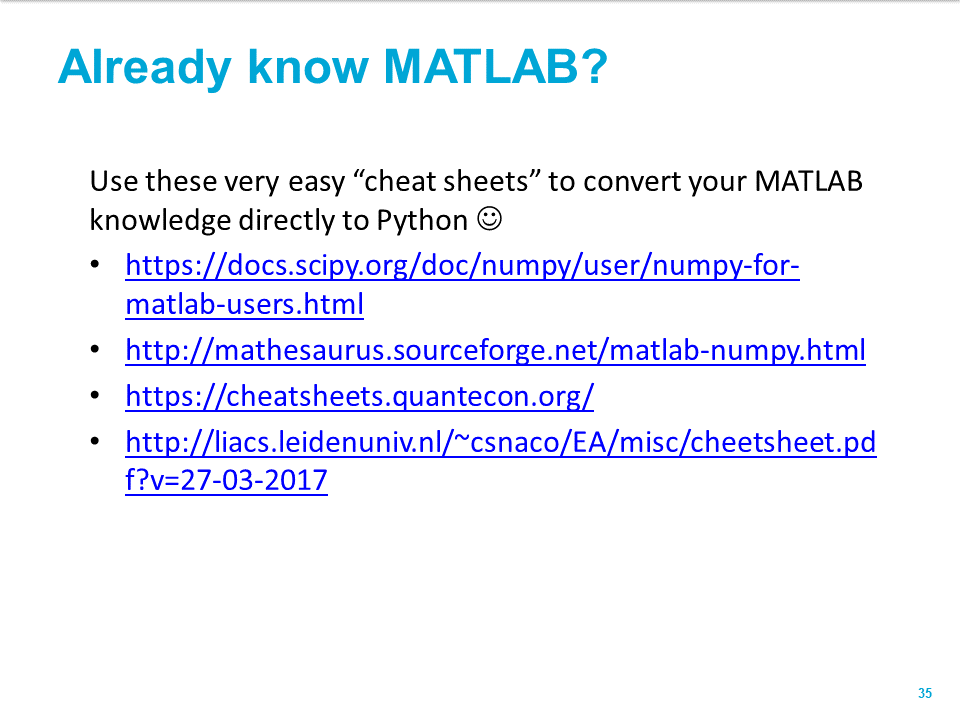 Already know MATLAB?
Use these very easy “cheat sheets” to convert your MATLAB
knowledge directly to Python ☺
• https://docs.scipy.org/doc/numpy/user/numpy-for-
matlab-users.html
• http://mathesaurus.sourceforge.net/matlab-numpy.html
• https://cheatsheets.quantecon.org/
• http://liacs.leidenuniv.nl/~csnaco/EA/misc/cheetsheet.pd
f?v=27-03-2017
35